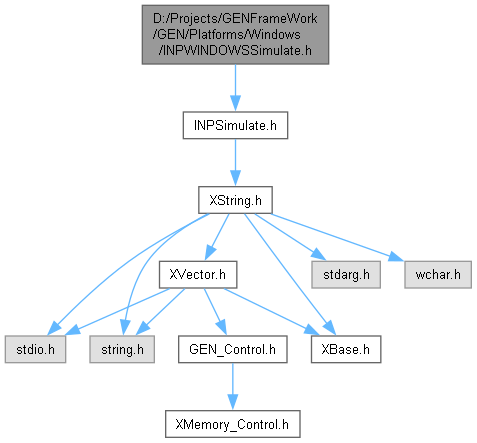 D:/Projects/GENFrameWork
/GEN/Platforms/Windows
/INPWINDOWSSimulate.h
INPSimulate.h
XString.h
XVector.h
stdarg.h
wchar.h
stdio.h
string.h
GEN_Control.h
XBase.h
XMemory_Control.h